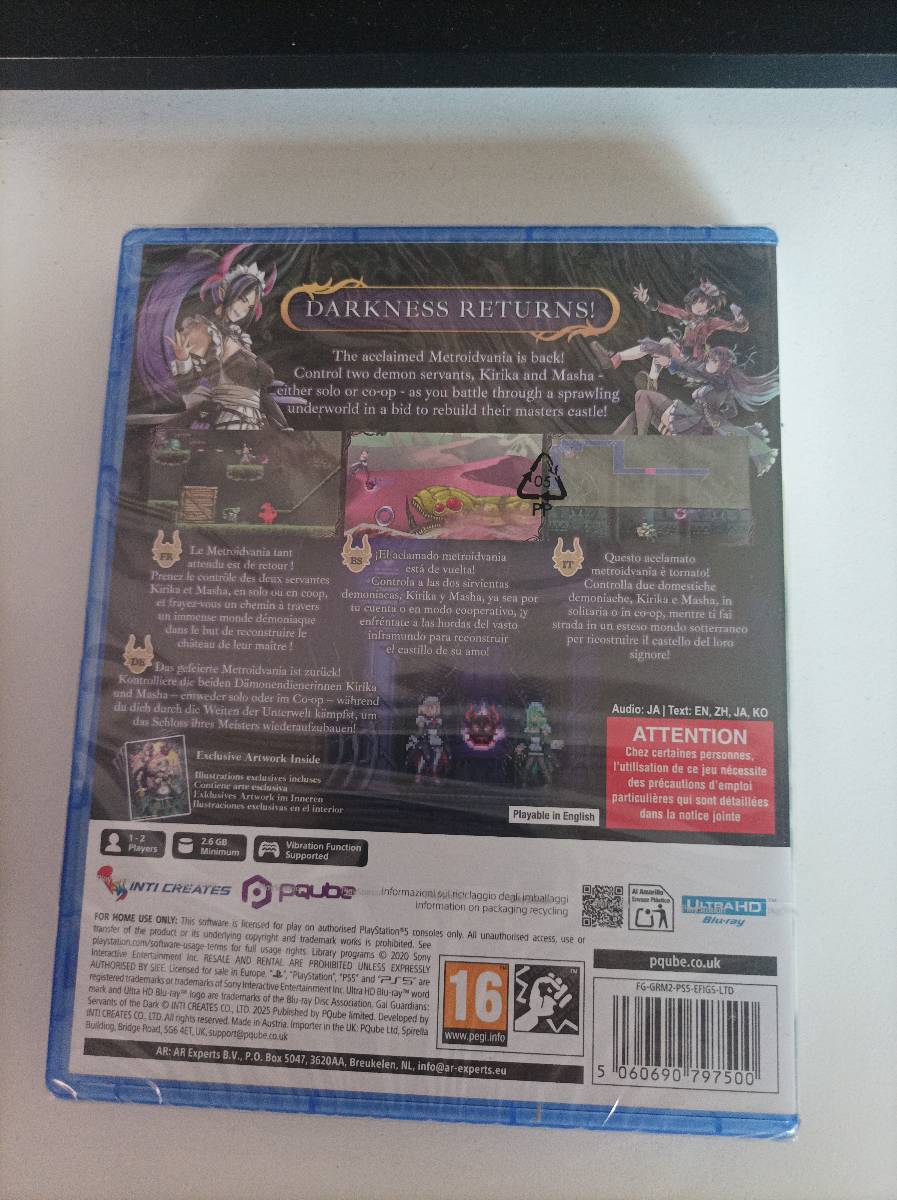 DARKNESS RETURNS!
The acclaimed Metroidvania is back!
Control two demon servants, Kirika and Masha -
either solo or co-op - as you battle through a sprawling
underworld in a bid to rebuild their masters castle!
05
PP
FR
Le Metroidvania tant
attendu est de retour !
Prenez le contrôle des deux servantes
Kirika et Masha, en solo ou en coop,
et frayez-vous un chemin à travers
un immense monde démoniaque
dans le but de reconstruire le
château de leur maître !
ES
¡El aclamado metroidvania
está de vuelta!
Controla a las dos sirvientas
demoníacas, Kirika y Masha, ya sea por
tu cuenta o en modo cooperativo, ¡y
enfréntate a las hordas del vasto
inframundo para reconstruir
el castillo de su amo!
IT
Questo acclamato
metroidvania è tornato!
Controlla due domestiche
demoniache, Kirika e Masha, in
solitaria o in co-op, mentre ti fai
strada in un esteso mondo sotterraneo
per ricostruire il castello del loro
signore!
DE
Das gefeierte Metroidvania ist zurück!
Kontrolliere die beiden Dämonendienerinnen Kirika
und Masha – entweder solo oder im Co-op – während
du dich durch die Weiten der Unterwelt kämpfst, um
das Schloss ihres Meisters wiederaufzubauen!
Exclusive Artwork Inside
Illustrations exclusives incluses
Contiene arte esclusiva
Exklusives Artwork im Inneren
Ilustraciones exclusivas en el interior
Audio: JA | Text: EN, ZH, JA, KO
ATTENTION
Chez certaines personnes,
l'utilisation de ce jeu nécessite
des précautions d'emploi
particulières qui sont détaillées
dans la notice jointe
Playable in English
1 - 2
Players
2.6 GB
Minimum
Vibration Function
Supported
INTI CREATES
PQube
Informazioni sul riciclaggio degli imballaggi
Information on packaging recycling
Al Amarillo
Envase Plástico
ULTRA HD
Blu-ray
FOR HOME USE ONLY: This software is licensed for play on authorised PlayStation®5 consoles only. All unauthorised access, use or
transfer of the product or its underlying copyright and trademark works is prohibited. See
playstation.com/software-usage-terms for full usage rights. Library programs © 2020 Sony
Interactive Entertainment Inc. RESALE AND RENTAL ARE PROHIBITED UNLESS EXPRESSLY
AUTHORISED BY SIEE. Licensed for sale in Europe. "", "PlayStation", "PS5" and "PS5" are
registered trademarks or trademarks of Sony Interactive Entertainment Inc. Ultra HD Blu-ray™ word
mark and Ultra HD Blu-ray™ logo are trademarks of the Blu-ray Disc Association. Gal Guardians:
Servants of the Dark © INTI CREATES CO., LTD. 2025 Published by PQube limited. Developed by
INTI CREATES CO., LTD. All rights reserved. Made in Austria. Importer in the UK: PQube Ltd, Spirella
Building, Bridge Road, SG6 4ET, UK, support@pqube.co.uk
AR: AR Experts B.V., P.O. Box 5047, 3620AA, Breukelen, NL, info@ar-experts.eu
16
www.pegi.info
pqube.co.uk
FG-GRM2-PS5-EFIGS-LTD
5 060690 797500